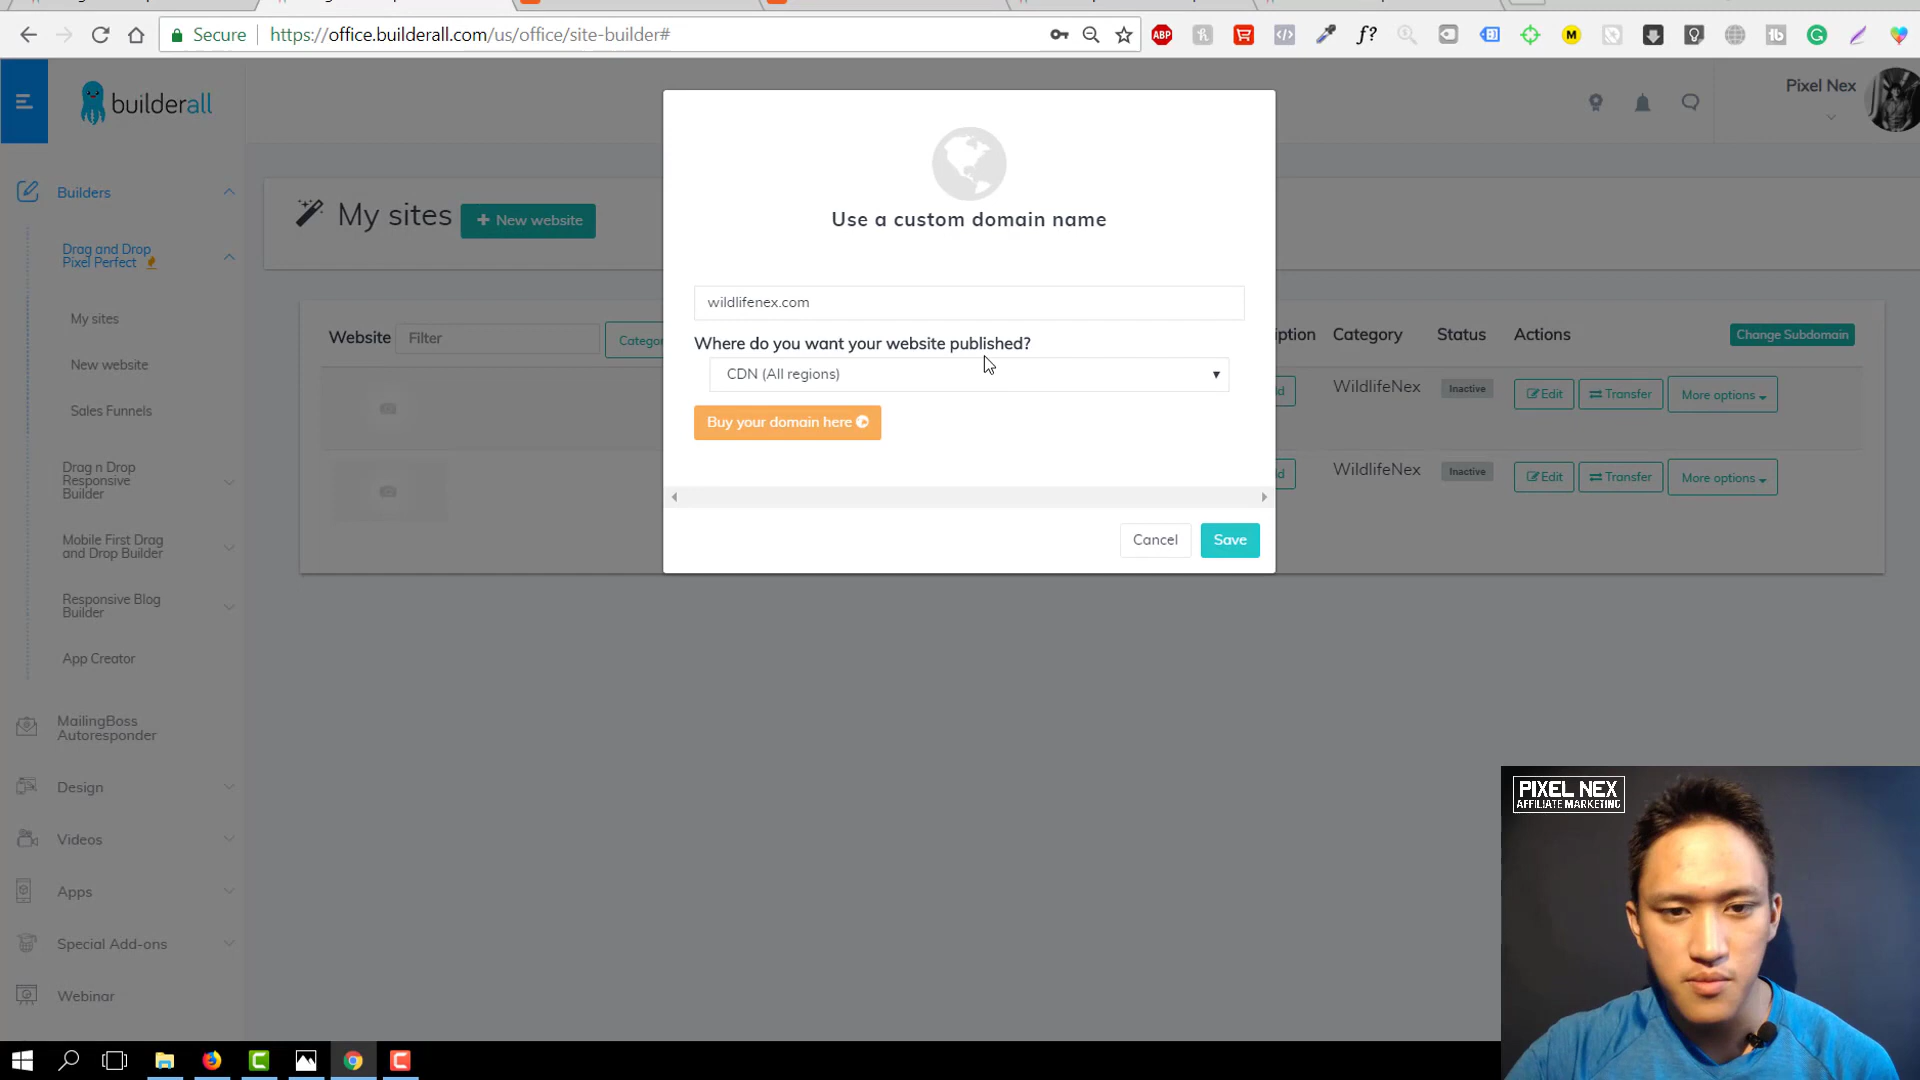 Secure
https://office.builderall.com/us/office/site-builder#
ABP
f?
M
tb
G
builderall
Pixel Nex
Builders
Drag and Drop
Pixel Perfect
My sites
New website
Sales Funnels
Drag n Drop
Responsive
Builder
Mobile First Drag
and Drop Builder
Responsive Blog
Builder
App Creator
MailingBoss
Autoresponder
Design
Videos
Apps
Special Add-ons
Webinar
My sites
+ New website
Website
Filter
Use a custom domain name
wildlifenex.com
Where do you want your website published?
CDN (All regions)
Buy your domain here
Cancel
Save
iption Category Status Actions Change Subdomain
d WildlifeNex Inactive Edit Transfer More options
d WildlifeNex Inactive Edit Transfer More options
PIXEL NEX
AFFILIATE MARKETING